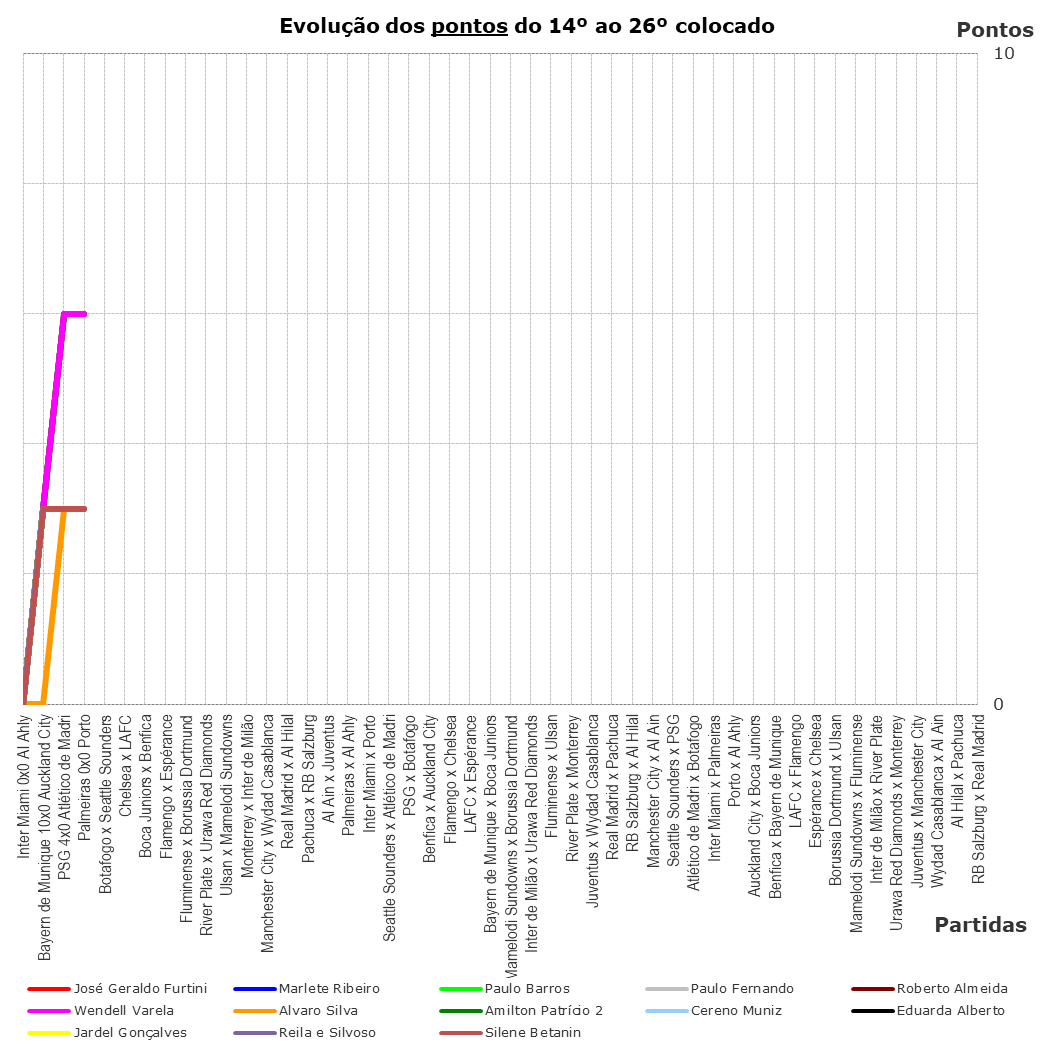 Evolução dos pontos do 14º ao 26º colocado
Pontos
10
0
Inter Miami 0x0 Al Ahly
Bayern de Munique 10x0 Auckland City
PSG 4x0 Atlético de Madri
Palmeiras 0x0 Porto
Botafogo x Seattle Sounders
Chelsea x LAFC
Boca Juniors x Benfica
Flamengo x Espérance
Fluminense x Borussia Dortmund
River Plate x Urawa Red Diamonds
Ulsan x Mamelodi Sundowns
Monterrey x Inter de Milão
Manchester City x Wydad Casablanca
Real Madrid x Al Hilal
Pachuca x RB Salzburg
Al Ain x Juventus
Palmeiras x Al Ahly
Inter Miami x Porto
Seattle Sounders x Atlético de Madri
PSG x Botafogo
Benfica x Auckland City
Flamengo x Chelsea
LAFC x Espérance
Bayern de Munique x Boca Juniors
Mamelodi Sundowns x Borussia Dortmund
Inter de Milão x Urawa Red Diamonds
Fluminense x Ulsan
River Plate x Monterrey
Juventus x Wydad Casablanca
Real Madrid x Pachuca
RB Salzburg x Al Hilal
Manchester City x Al Ain
Seattle Sounders x PSG
Atlético de Madri x Botafogo
Inter Miami x Palmeiras
Porto x Al Ahly
Auckland City x Boca Juniors
Benfica x Bayern de Munique
LAFC x Flamengo
Espérance x Chelsea
Borussia Dortmund x Ulsan
Mamelodi Sundowns x Fluminense
Inter de Milão x River Plate
Urawa Red Diamonds x Monterrey
Juventus x Manchester City
Wydad Casablanca x Al Ain
Al Hilal x Pachuca
RB Salzburg x Real Madrid
Partidas
José Geraldo Furtini Marlete Ribeiro Paulo Barros Paulo Fernando Roberto Almeida
Wendell Varela Alvaro Silva Amilton Patrício 2 Cereno Muniz Eduarda Alberto
Jardel Gonçalves Reila e Silvoso Silene Betanin